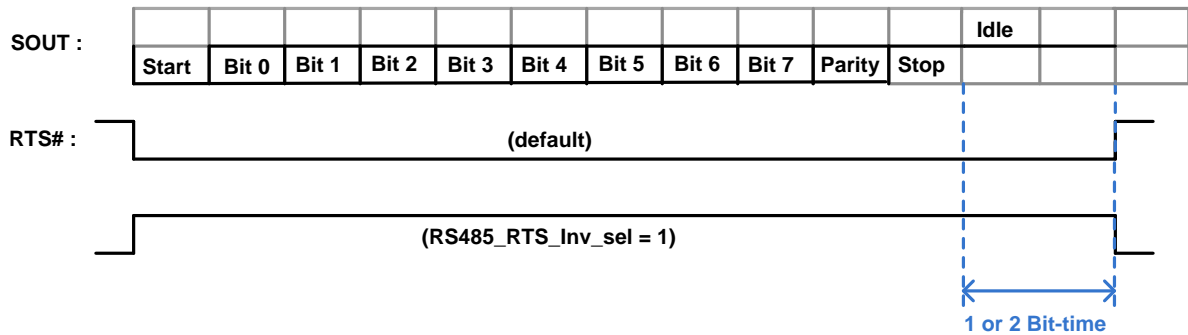 Idle
SOUT :
Start Bit 0 Bit 1 Bit 2 Bit 3 Bit 4 Bit 5 Bit 6 Bit 7 Parity Stop
RTS# :
(default)
(RS485_RTS_Inv_sel = 1)
1 or 2 Bit-time